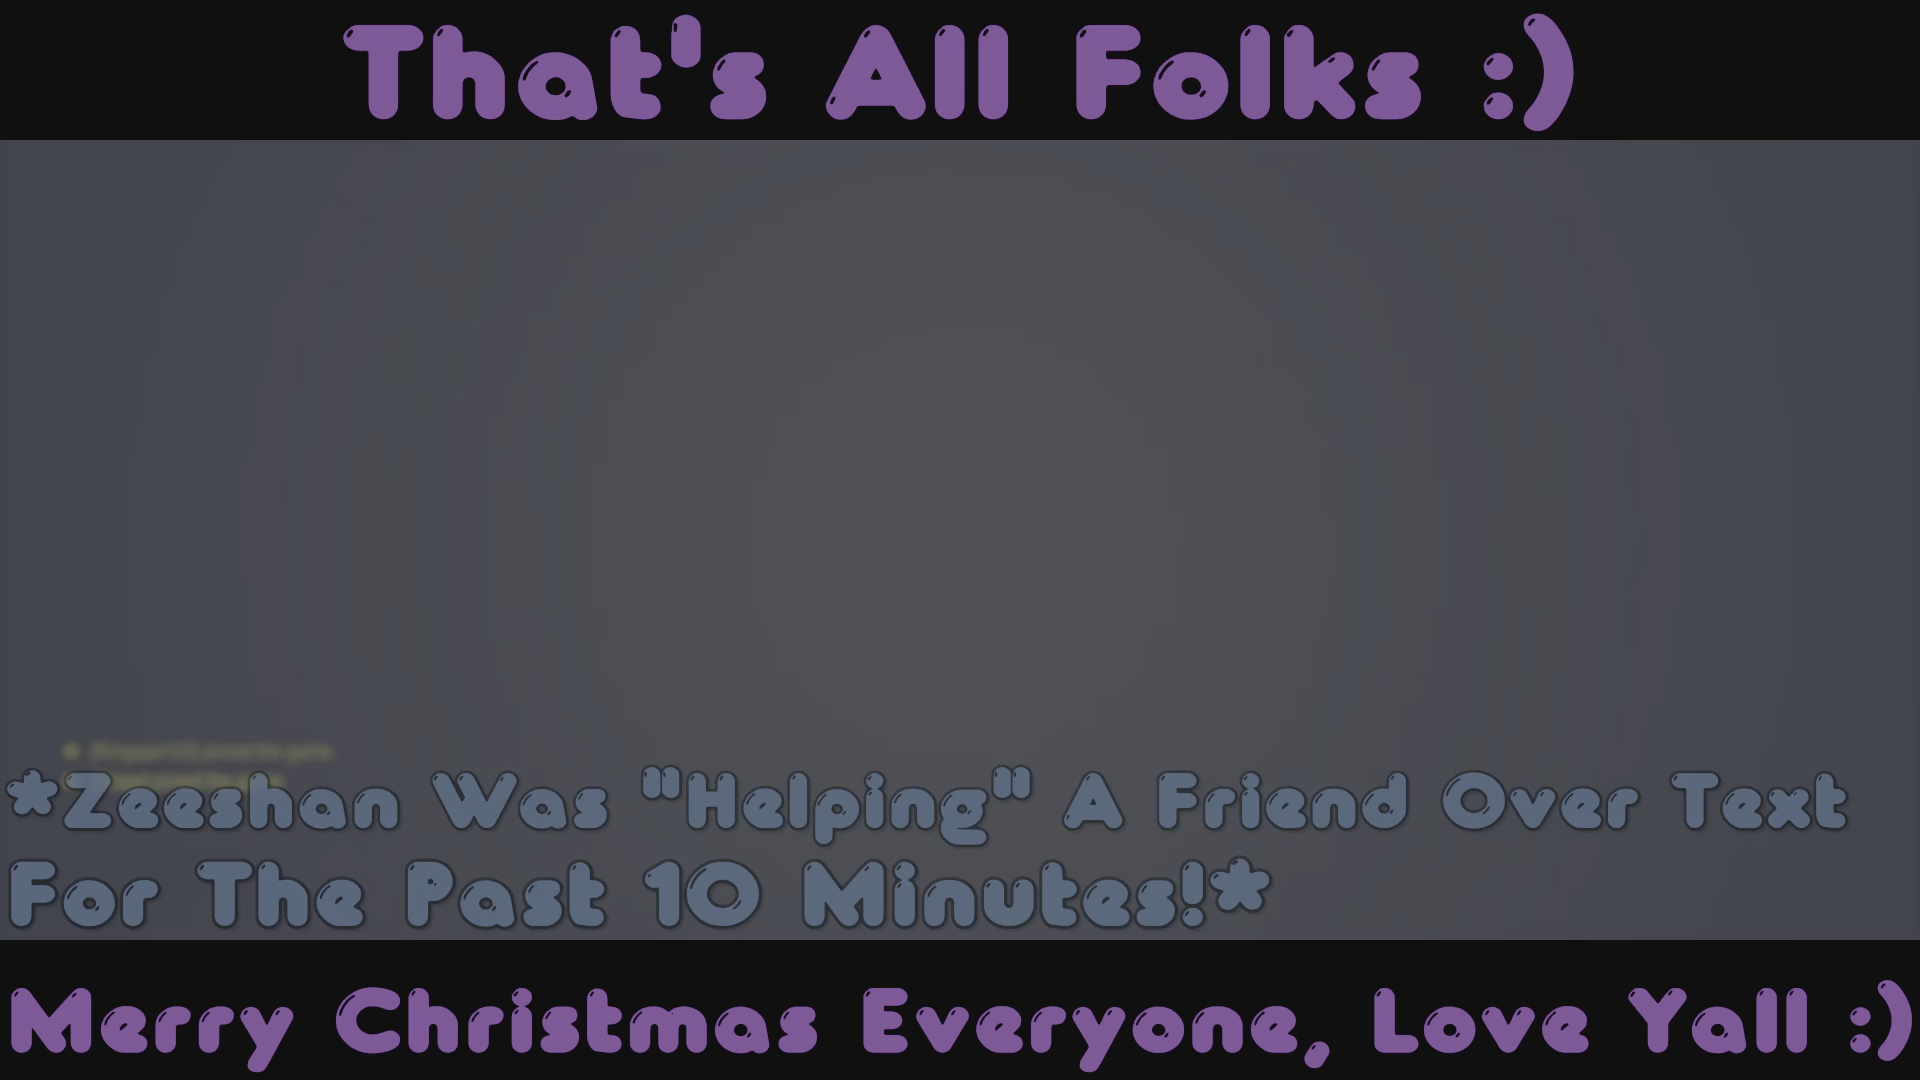 That's All Folks :)
*Zeeshan Was "Helping" A Friend Over Text
For The Past 10 Minutes!*
Merry Christmas Everyone, Love Yall :)